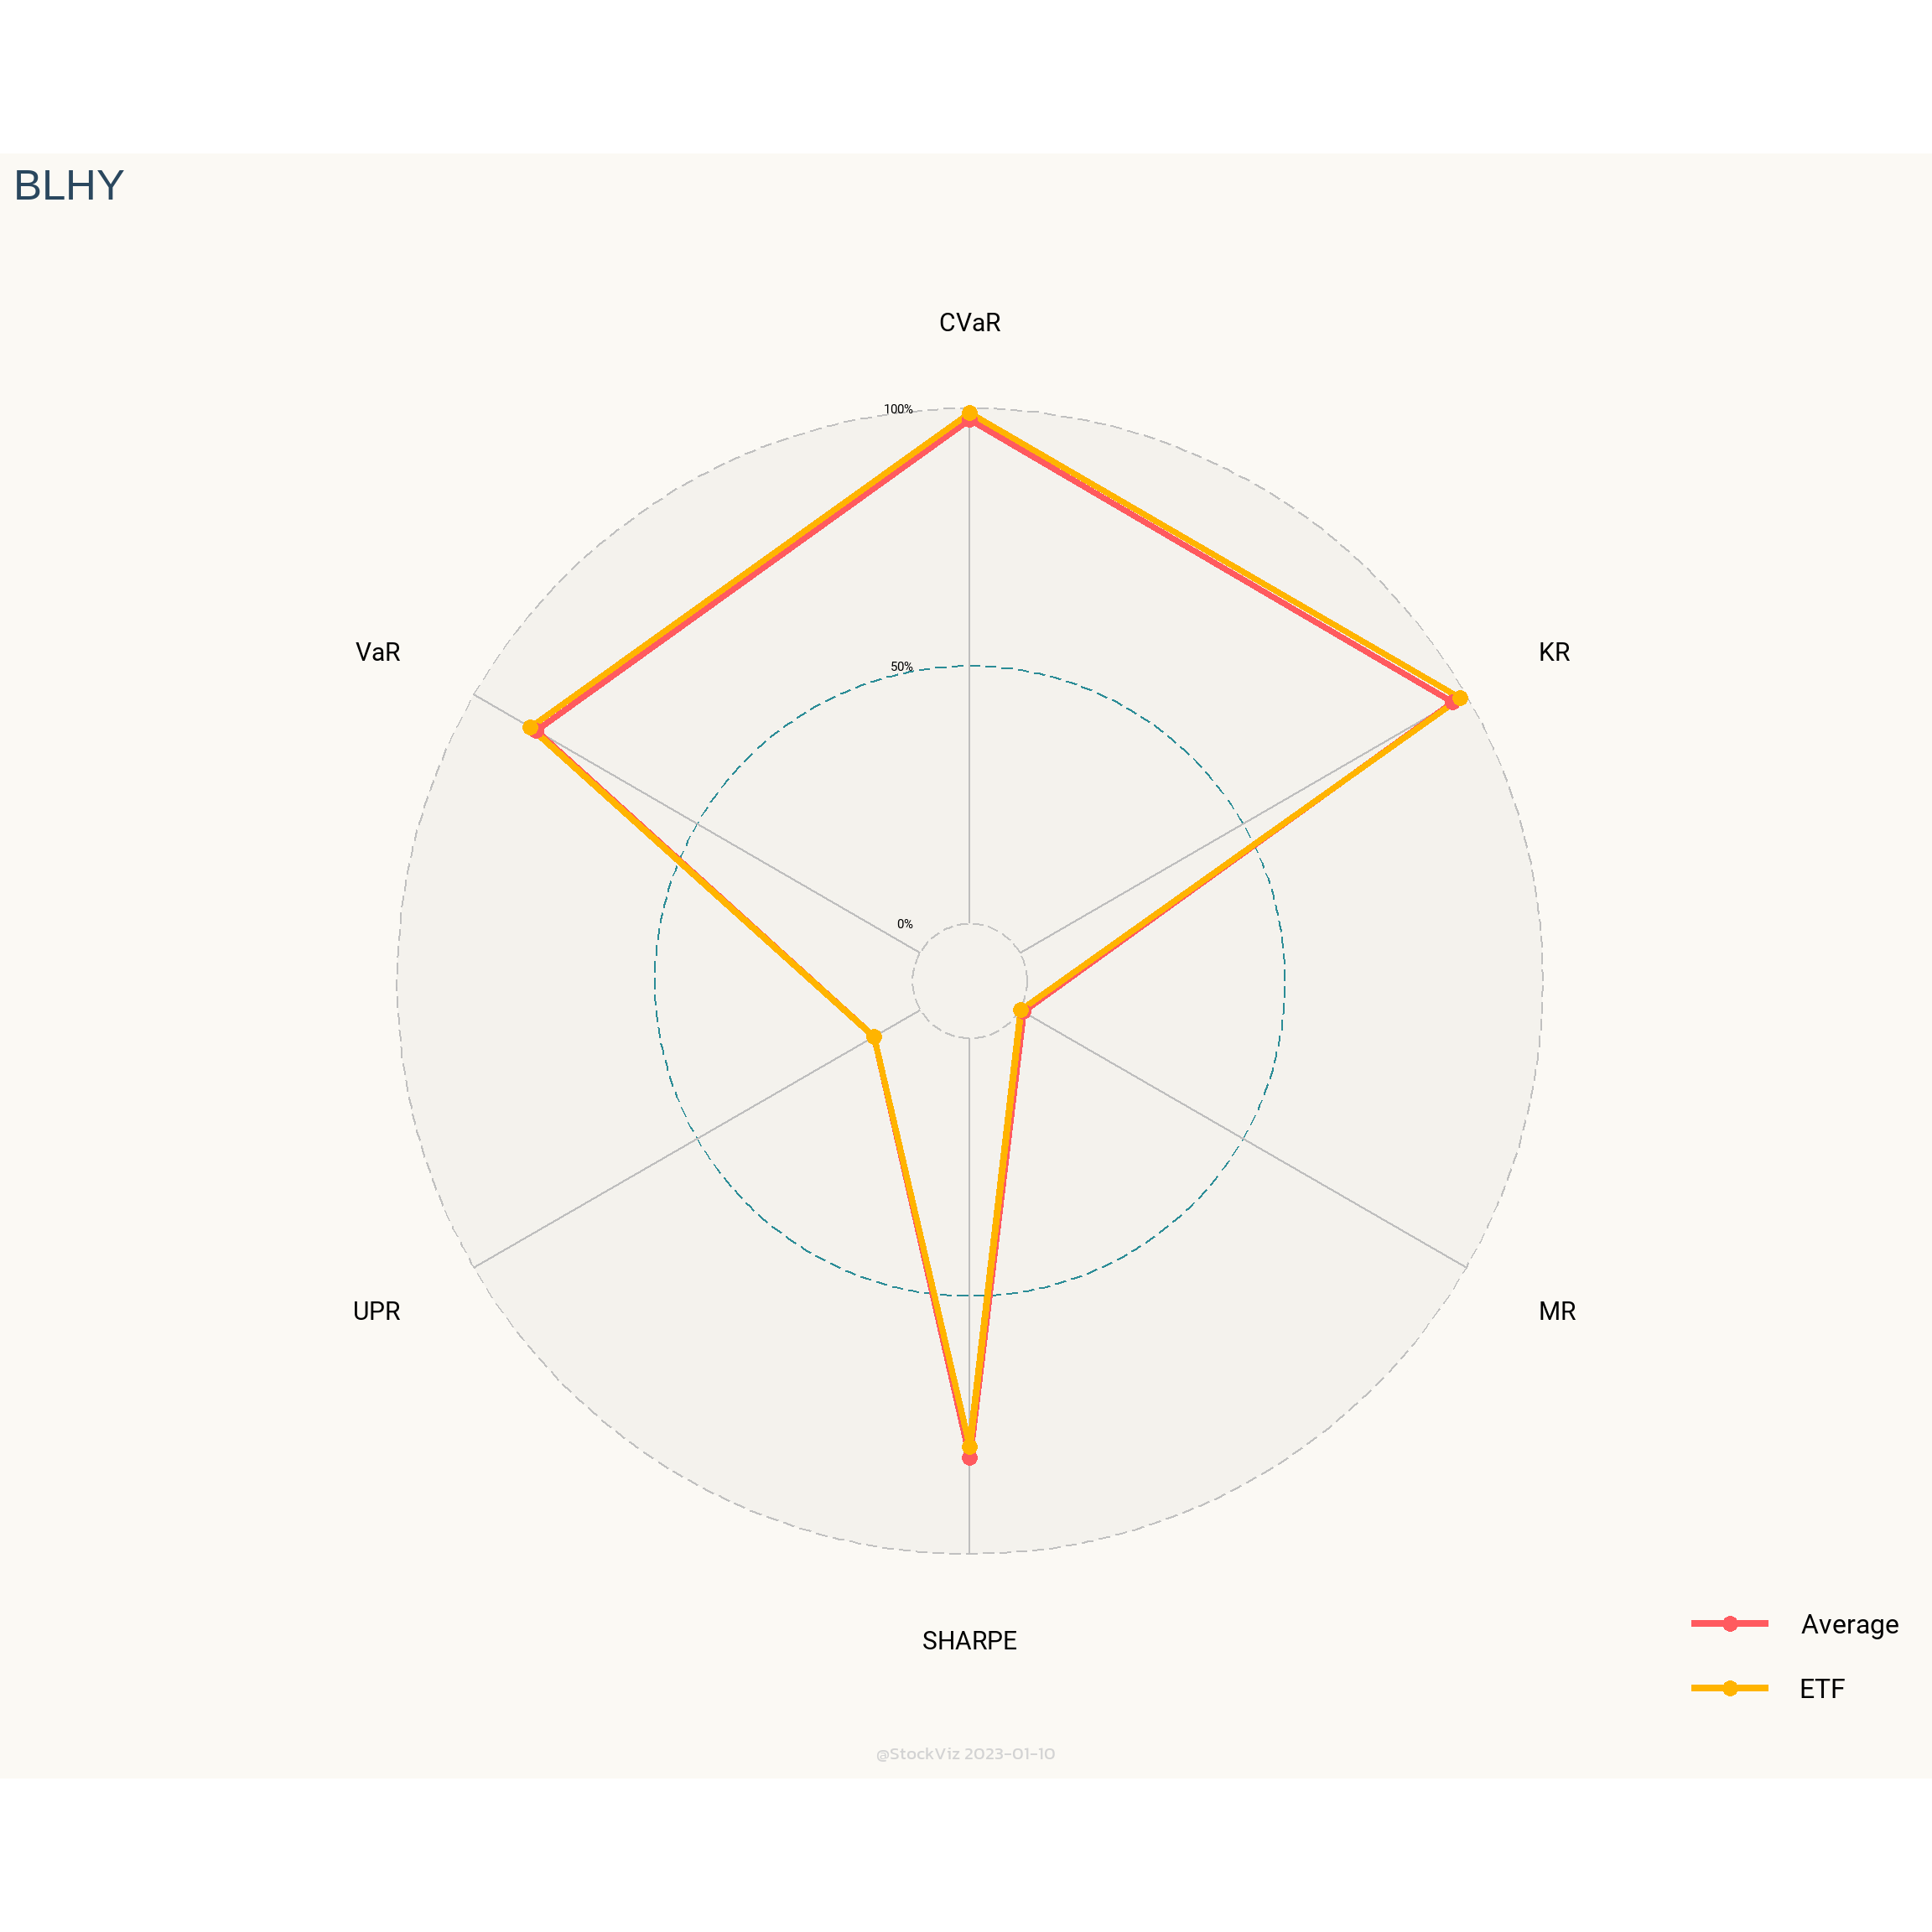 BLHY
CVaR
100%
VaR
KR
50%
0%
UPR
MR
SHARPE
Average
ETF
@StockViz 2023-01-10